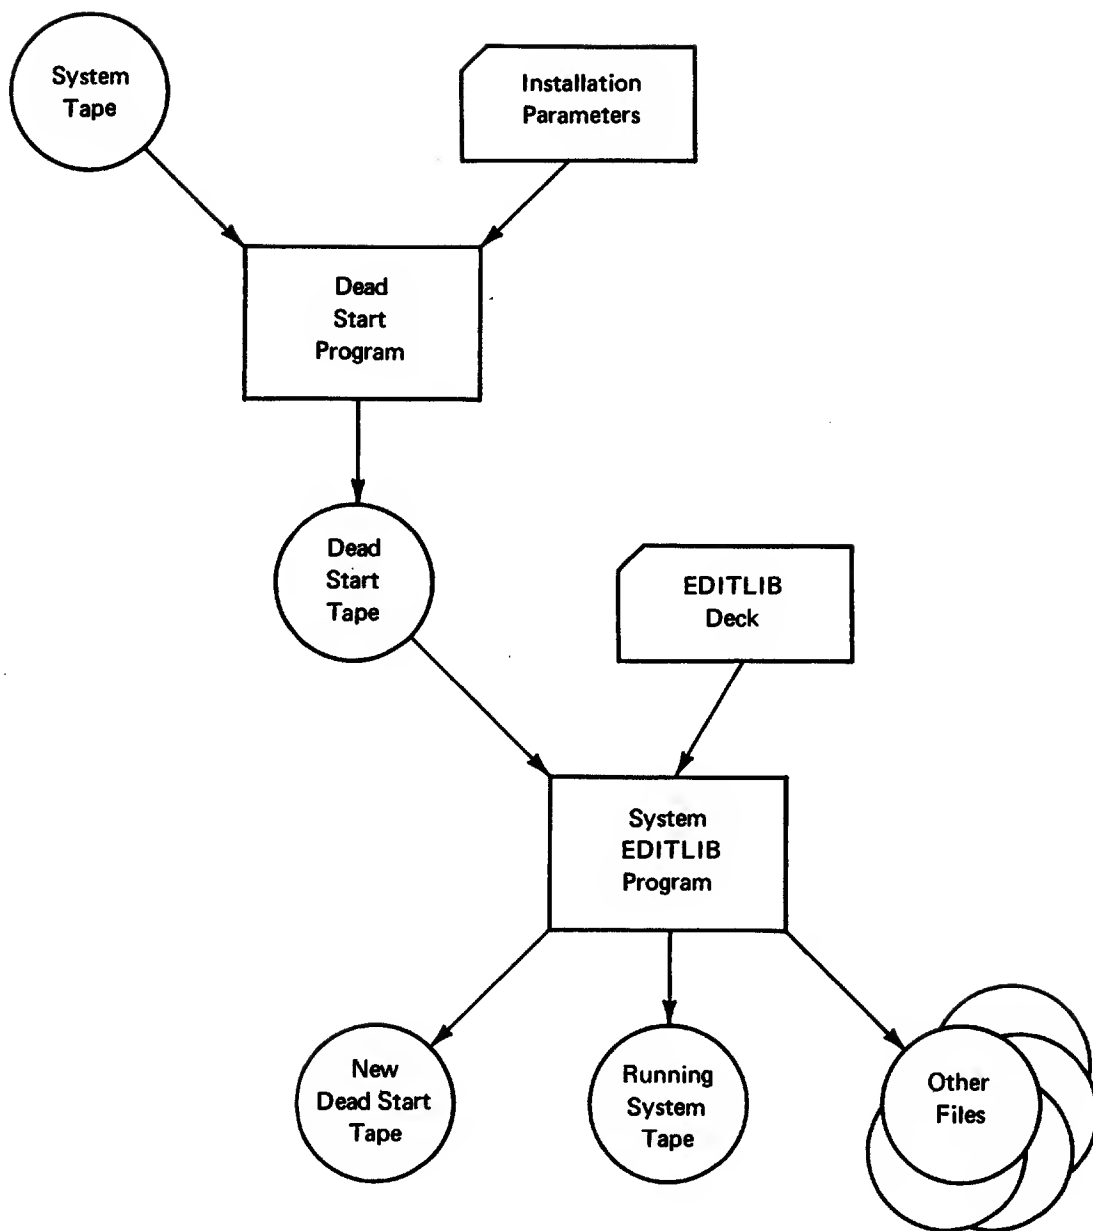 System
Tape
Installation
Parameters
Dead
Start
Program
Dead
Start
Tape
EDITLIB
Deck
System
EDITLIB
Program
New
Dead Start
Tape
Running
System
Tape
Other
Files